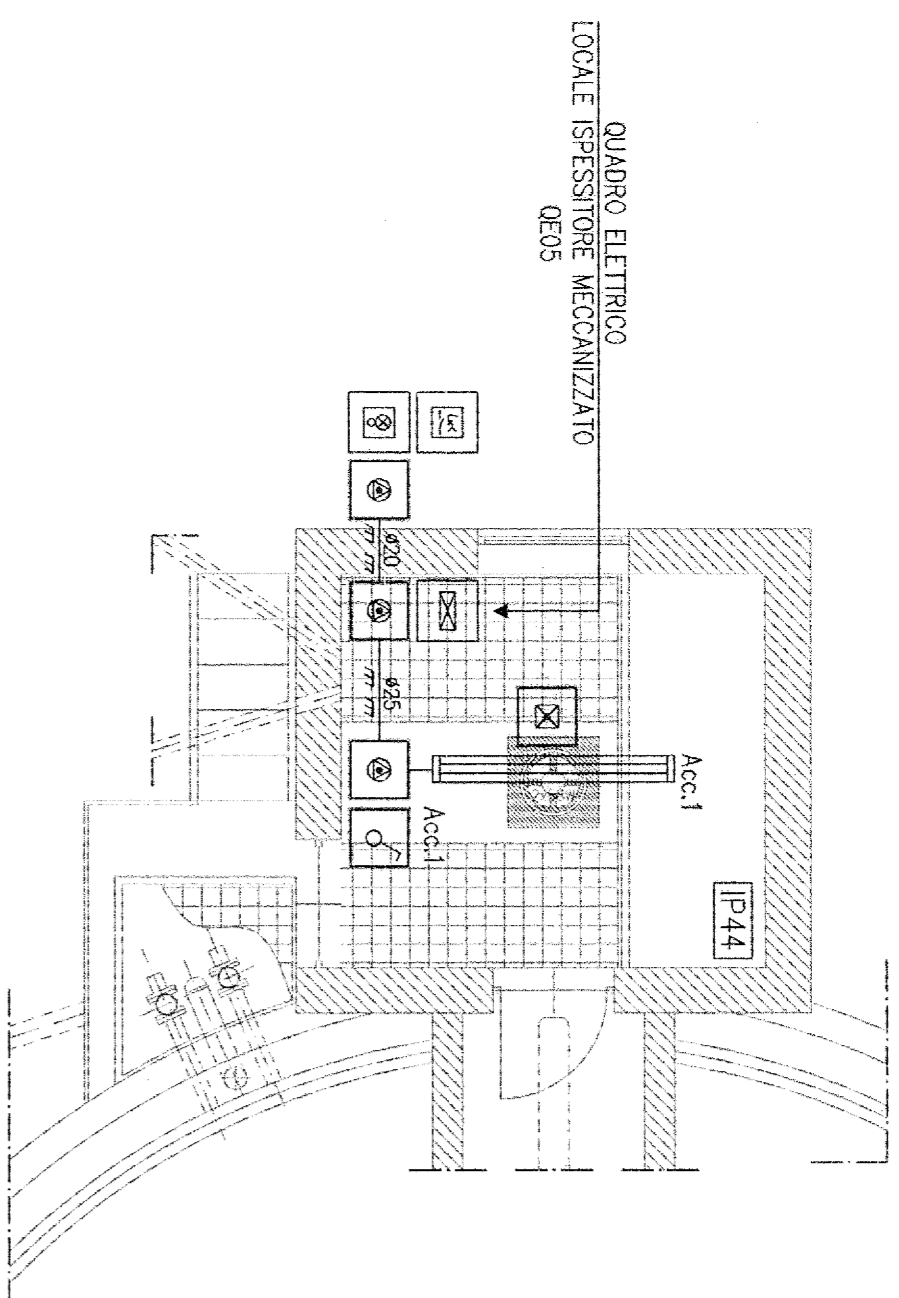 QUADRO ELETTRICO
LOCALE ISPESSITORE MECCANIZZATO
QE05
ø20
ø25
Acc.1
Acc.1
IP44